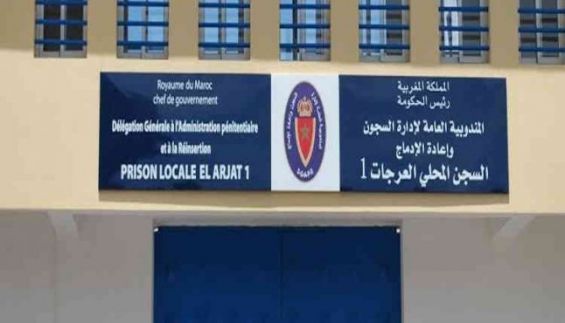 Royaume du Maroc
chef de gouvernement
Délégation Générale à l'Administration pénitentiaire
et à la Réinsertion
PRISON LOCALE EL ARJAT 1
DGAPR
المملكة المغربية
رئيس الحكومة
المندوبية العامة لإدارة السجون
وإعادة الإدماج
السجن المحلي العرجات 1